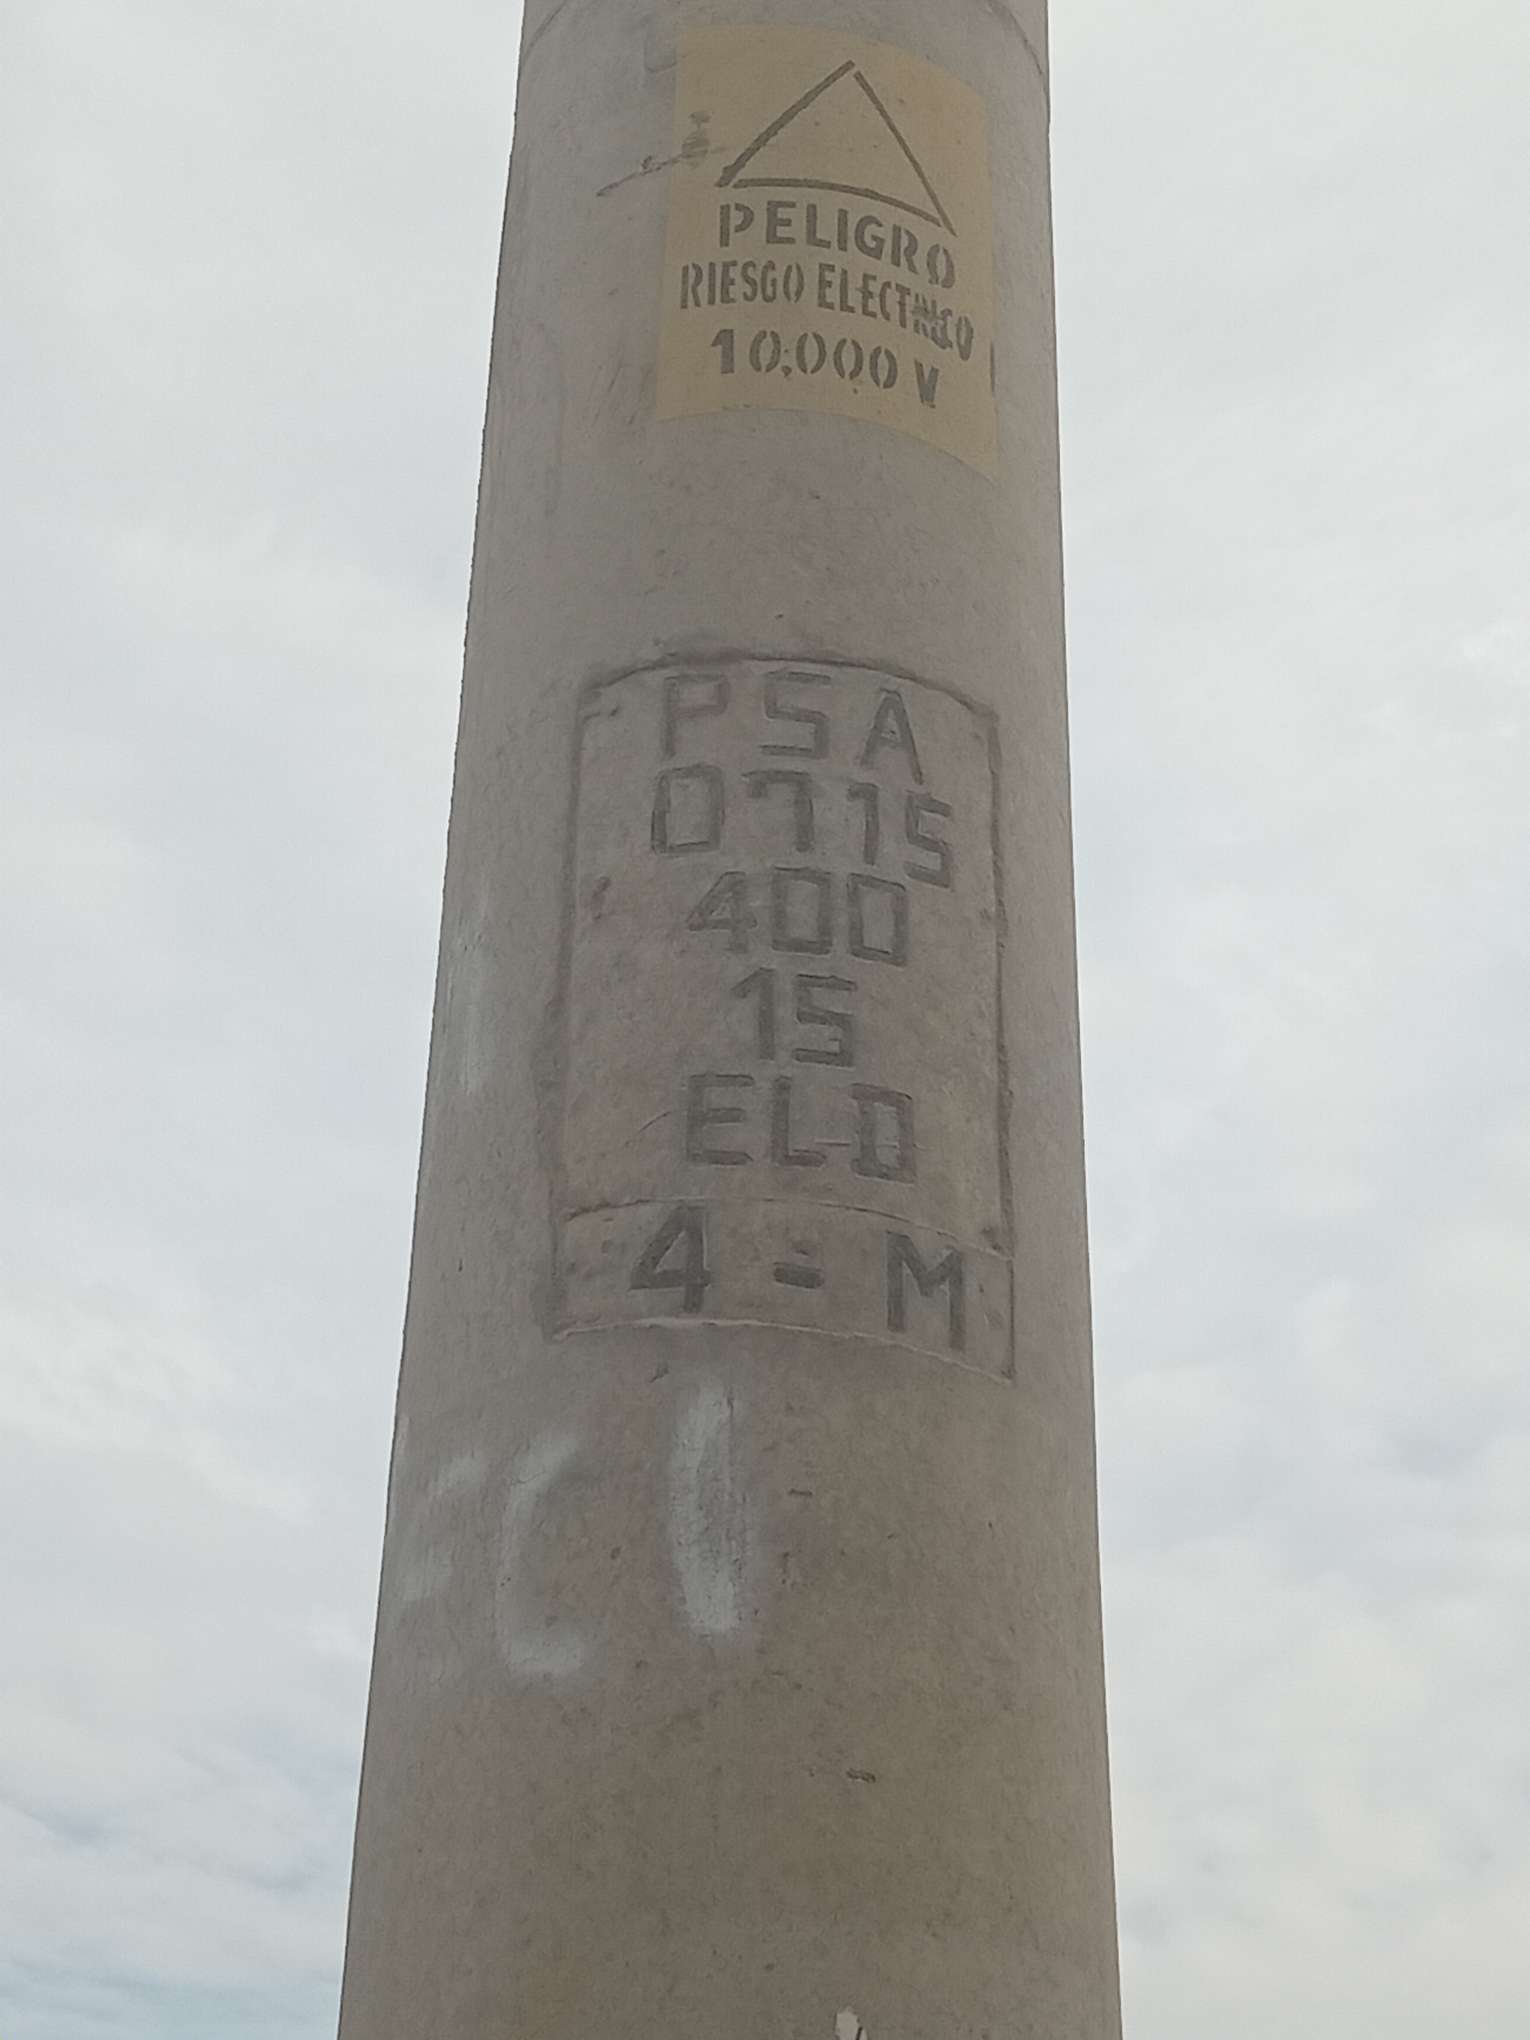 PELIGRO
RIESGO ELECTRICO
10,000 V
PSA
0715
400
15
ELD
4 - M